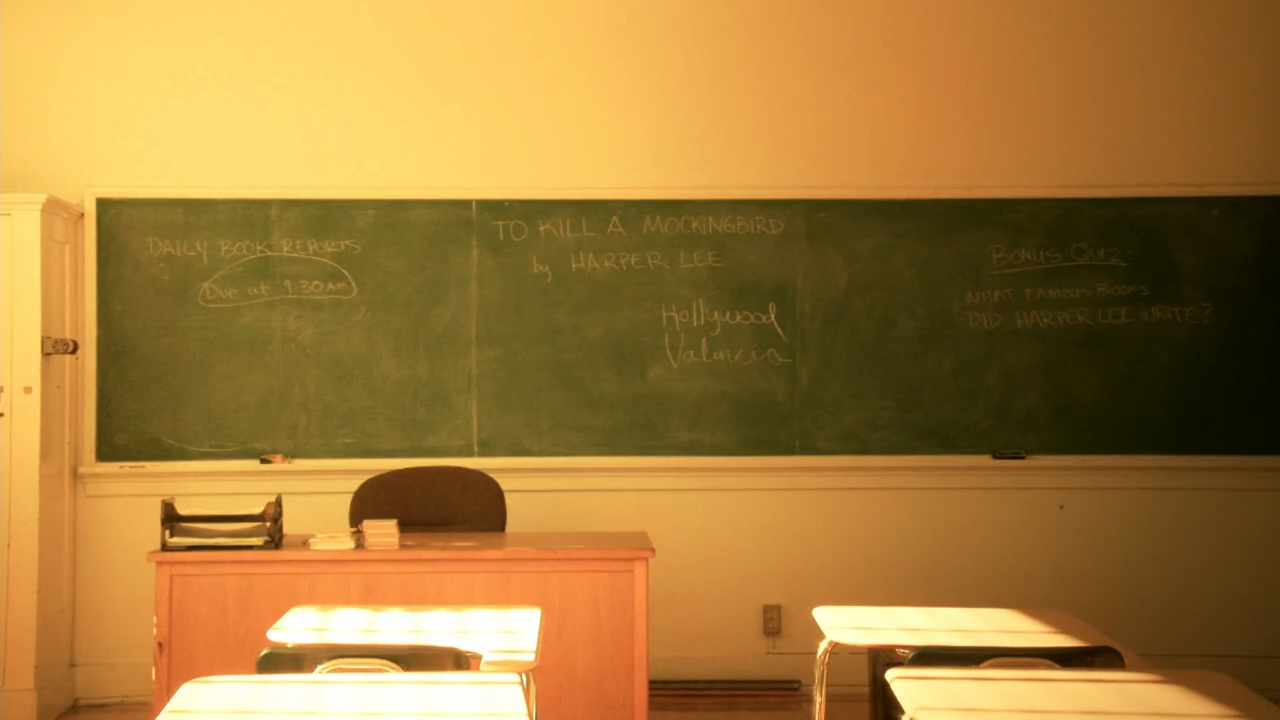 DAILY BOOK REPORTS
Due at 9:30 AM
TO KILL A MOCKINGBIRD
by HARPER LEE
Hollywood
Valencia
BONUS QUIZ:
WHAT FAMOUS BOOKS
DID HARPER LEE WRITE?